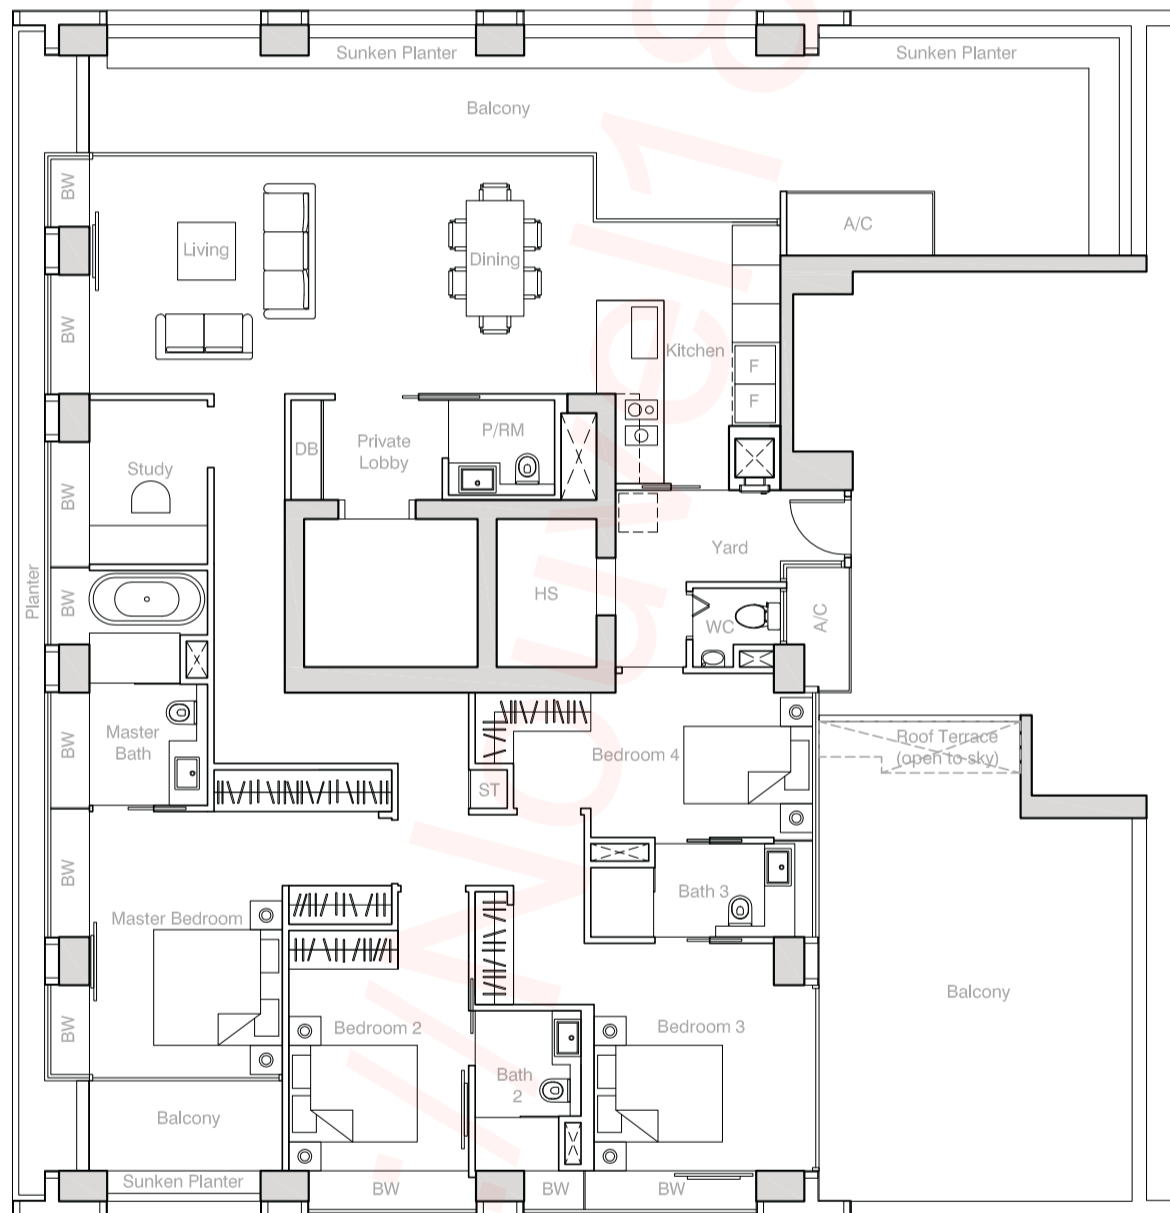 Sunken Planter
Sunken Planter
Balcony
BW
A/C
Living
Dining
BW
Kitchen
F
F
P/RM
Private
Lobby
DB
Study
BW
Yard
HS
Planter
BW
WC
A/C
Master
Bath
BW
Bedroom 4
Roof Terrace
(open to sky)
ST
BW
Bath 3
Master Bedroom
Balcony
BW
Bedroom 2
Bedroom 3
Bath
2
Balcony
Sunken Planter
BW
BW
BW